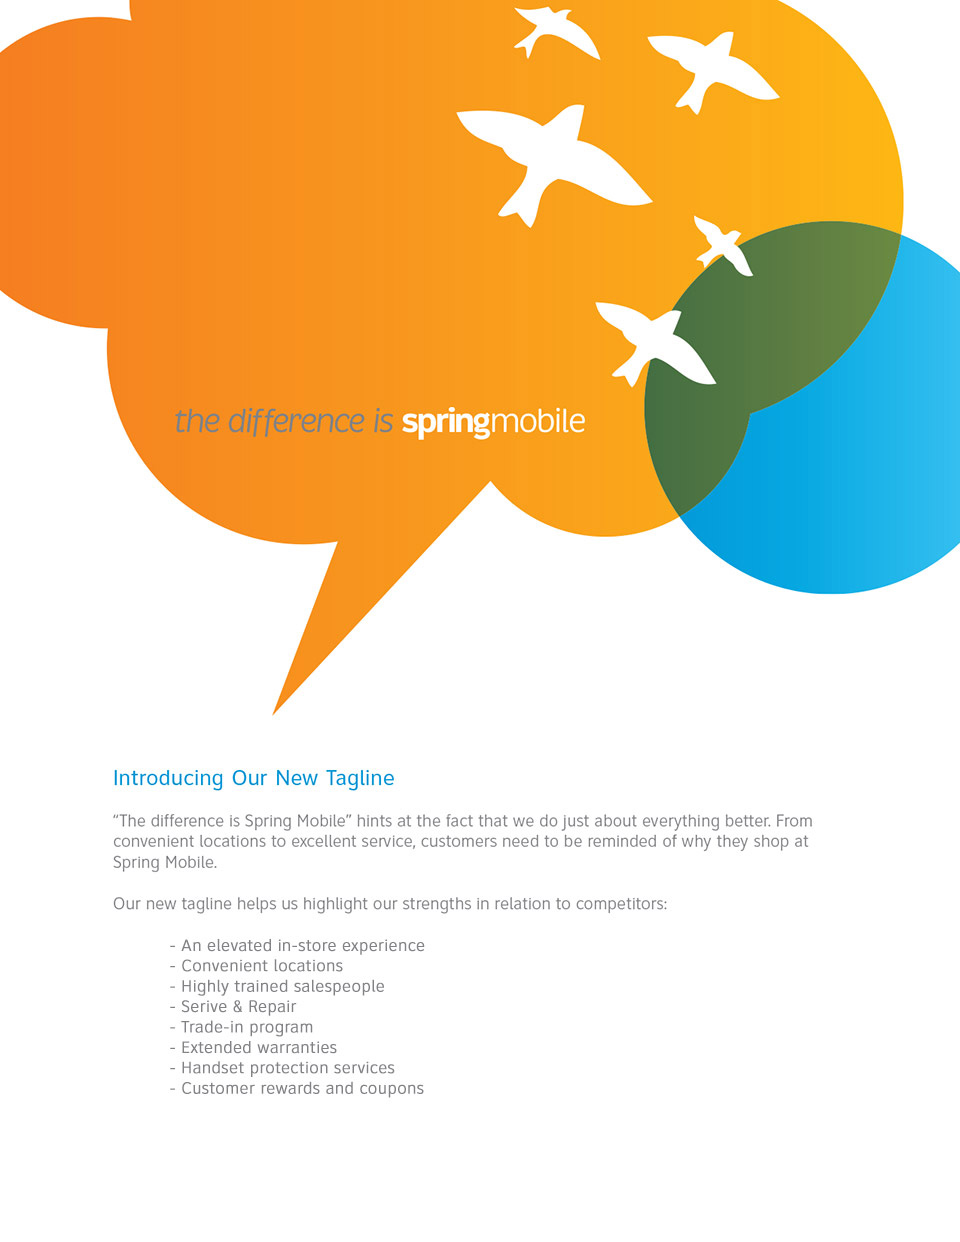 the difference is springmobile
Introducing Our New Tagline
“The difference is Spring Mobile” hints at the fact that we do just about everything better. From
convenient locations to excellent service, customers need to be reminded of why they shop at
Spring Mobile.
Our new tagline helps us highlight our strengths in relation to competitors:
- An elevated in-store experience
- Convenient locations
- Highly trained salespeople
- Serive & Repair
- Trade-in program
- Extended warranties
- Handset protection services
- Customer rewards and coupons